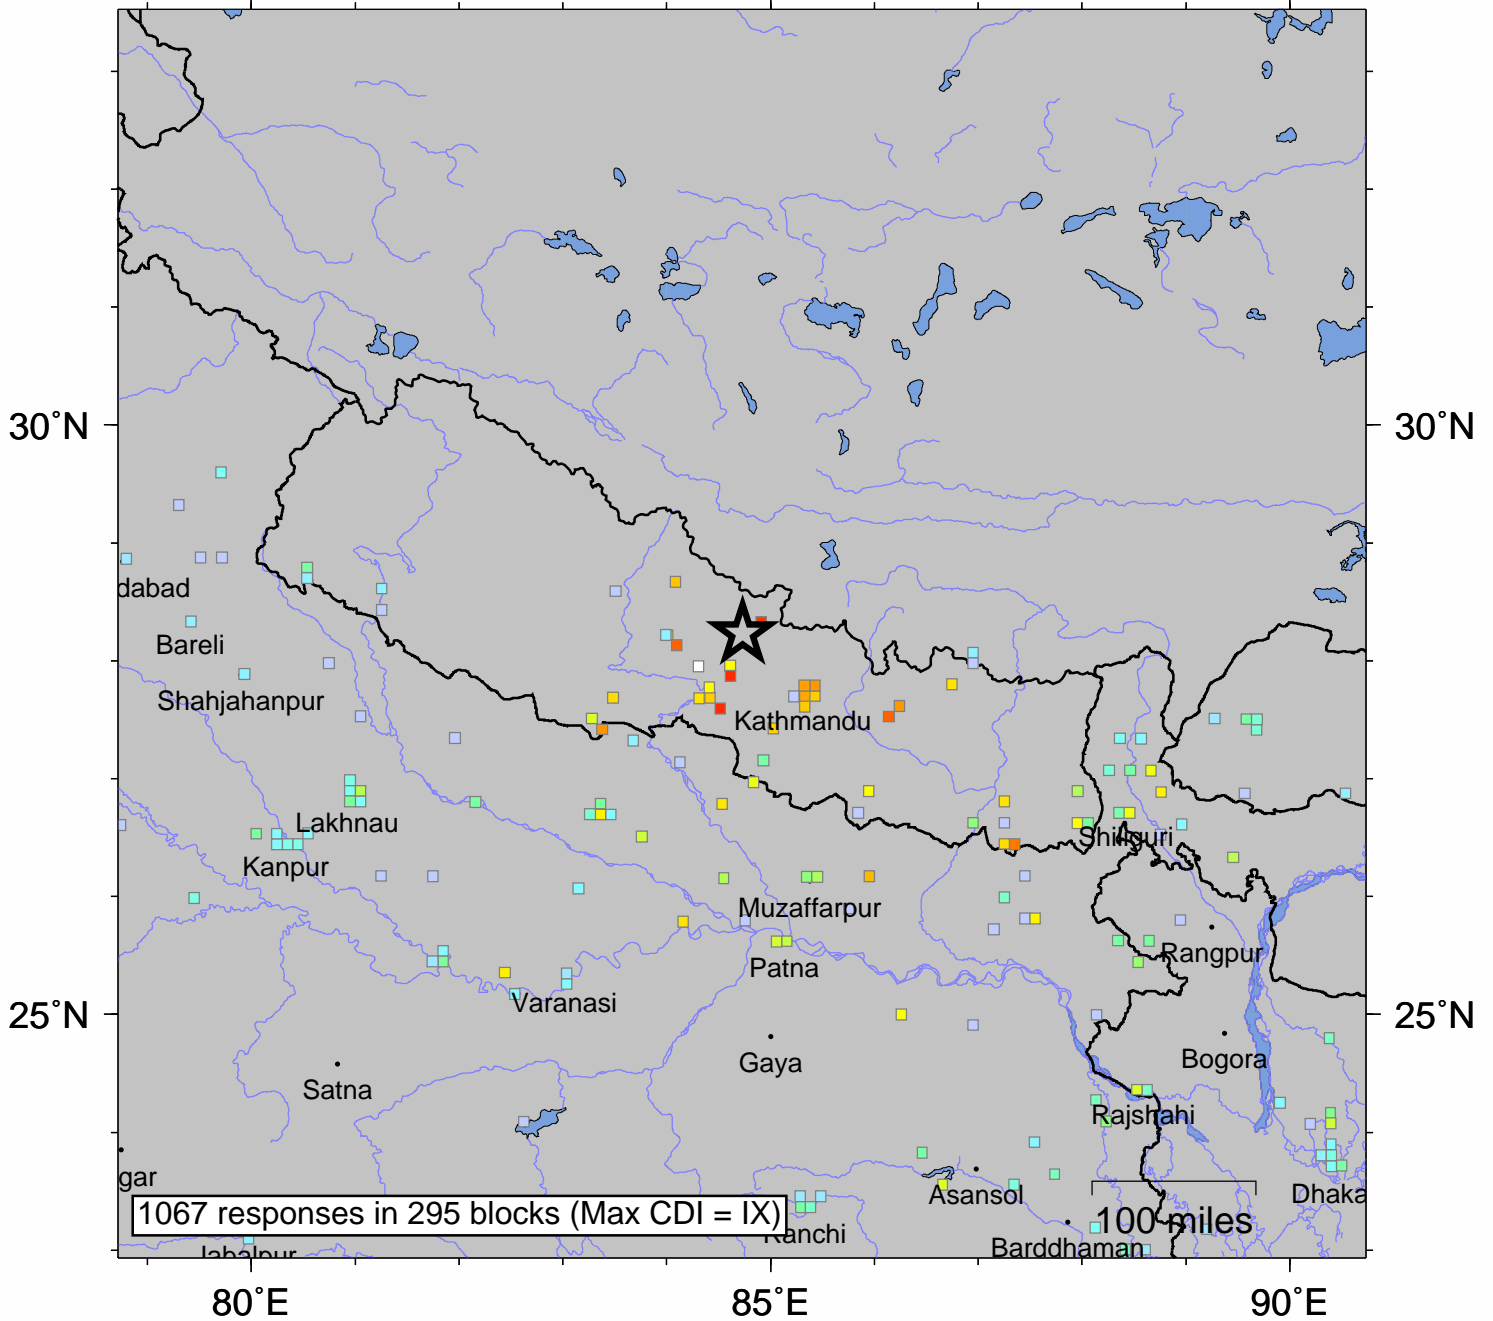 30°N
30°N
dabad
Bareli
Shahjahanpur
Kathmandu
Lakhnau
Shiliguri
Kanpur
Muzaffarpur
Rangpur
Patna
Varanasi
25°N
25°N
Bogora
Gaya
Satna
Rajshahi
gar
Asansol
Dhaka
1067 responses in 295 blocks (Max CDI = IX)
100 miles
Ranchi
Barddhaman
Jabalpur
80°E
85°E
90°E